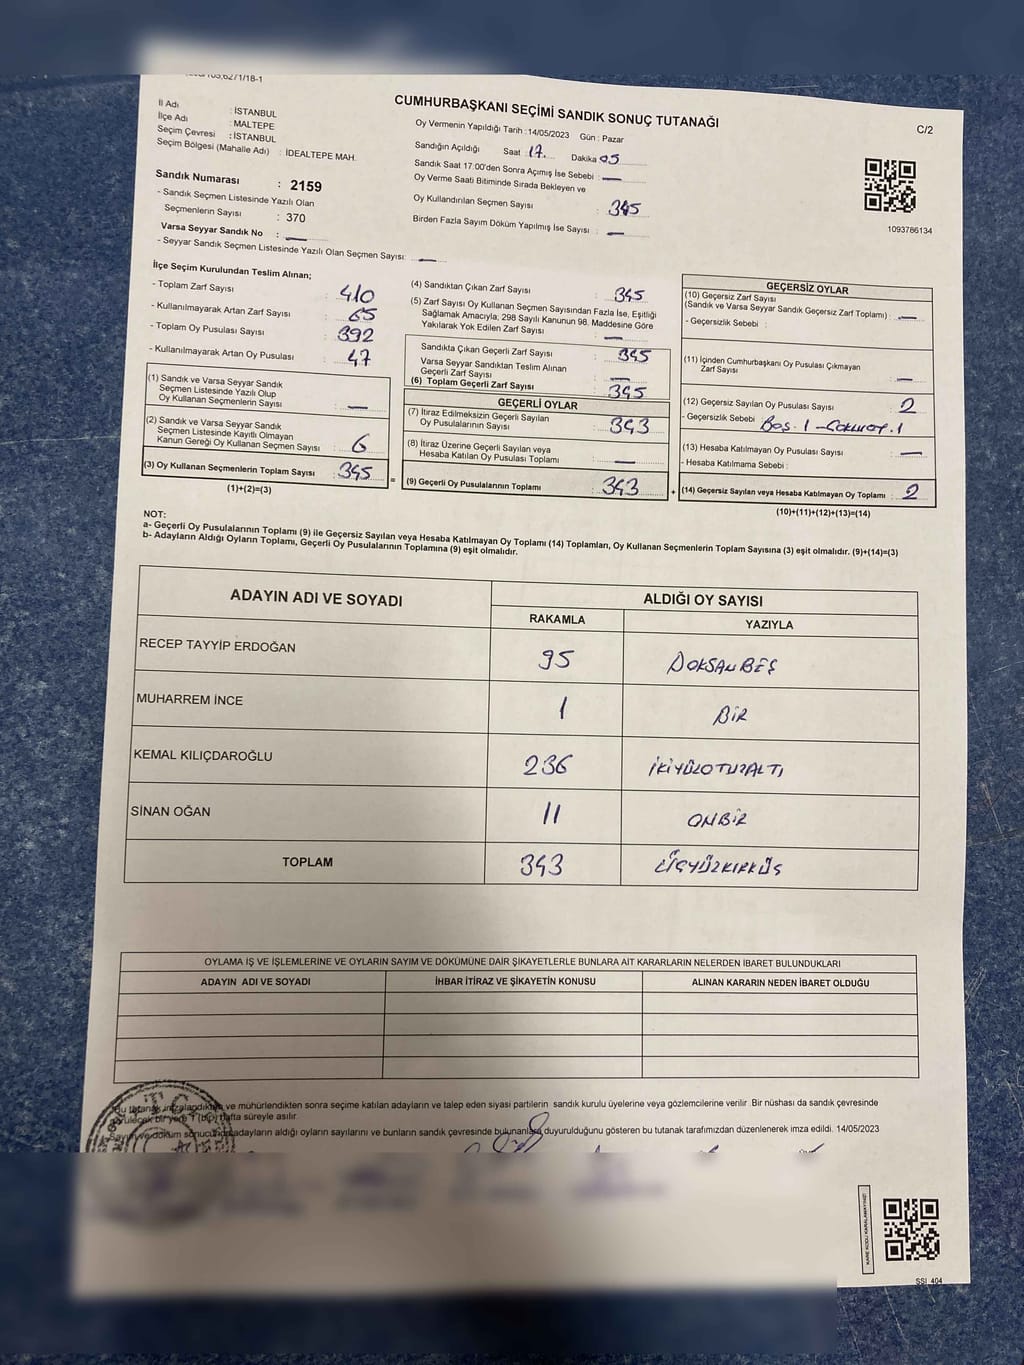 CUMHURBAŞKANI SEÇİMİ SANDIK SONUÇ TUTANAĞI
C/2
İl Adı : İSTANBUL
İlçe Adı : MALTEPE
Seçim Çevresi : İSTANBUL
Seçim Bölgesi (Mahalle Adı) : İDEALTEPE MAH.
Sandık Numarası : 2159
- Sandık Seçmen Listesinde Yazılı Olan
Seçmenlerin Sayısı : 370
Varsa Seyyar Sandık No : —
- Seyyar Sandık Seçmen Listesinde Yazılı Olan Seçmen Sayısı: —
Oy Vermenin Yapıldığı Tarih : 14/05/2023 Gün : Pazar
Sandığın Açıldığı Saat : 17 Dakika : 05
Sandık Saat 17:00'den Sonra Açımış İse Sebebi : —
Oy Verme Saati Bitiminde Sırada Bekleyen ve
Oy Kullandırılan Seçmen Sayısı : 345
Birden Fazla Sayım Döküm Yapılmış İse Sayısı : —
1093786134
İlçe Seçim Kurulundan Teslim Alınan;
- Toplam Zarf Sayısı : 410
- Kullanılmayarak Artan Zarf Sayısı : 65
- Toplam Oy Pusulası Sayısı : 392
- Kullanılmayarak Artan Oy Pusulası : 47
(1) Sandık ve Varsa Seyyar Sandık
Seçmen Listesinde Yazılı Olup
Oy Kullanan Seçmenlerin Sayısı : —
(2) Sandık ve Varsa Seyyar Sandık
Seçmen Listesinde Kayıtlı Olmayan
Kanun Gereği Oy Kullanan Seçmen Sayısı : 6
(3) Oy Kullanan Seçmenlerin Toplam Sayısı : 345
(1)+(2)=(3)
(4) Sandıktan Çıkan Zarf Sayısı : 345
(5) Zarf Sayısı Oy Kullanan Seçmen Sayısından Fazla İse, Eşitliği
Sağlamak Amacıyla, 298 Sayılı Kanunun 98. Maddesine Göre
Yakılarak Yok Edilen Zarf Sayısı : —
Sandıkta Çıkan Geçerli Zarf Sayısı : 345
Varsa Seyyar Sandıktan Teslim Alınan
Geçerli Zarf Sayısı : —
(6) Toplam Geçerli Zarf Sayısı : 345
GEÇERLİ OYLAR
(7) İtiraz Edilmeksizin Geçerli Sayılan
Oy Pusulalarının Sayısı : 343
(8) İtiraz Üzerine Geçerli Sayılan veya
Hesaba Katılan Oy Pusulası Toplamı : —
= (9) Geçerli Oy Pusulalarının Toplamı : 343
GEÇERSİZ OYLAR
(10) Geçersiz Zarf Sayısı
(Sandık ve Varsa Seyyar Sandık Geçersiz Zarf Toplamı) : —
- Geçersizlik Sebebi :
(11) İçinden Cumhurbaşkanı Oy Pusulası Çıkmayan
Zarf Sayısı : —
(12) Geçersiz Sayılan Oy Pusulası Sayısı : 2
- Geçersizlik Sebebi : Boş. 1 -
(13) Hesaba Katılmayan Oy Pusulası Sayısı : —
- Hesaba Katılmama Sebebi :
+ (14) Geçersiz Sayılan veya Hesaba Katılmayan Oy Toplamı : 2
(10)+(11)+(12)+(13)=(14)
NOT:
a- Geçerli Oy Pusulalarının Toplamı (9) ile Geçersiz Sayılan veya Hesaba Katılmayan Oy Toplamı (14) Toplamları, Oy Kullanan Seçmenlerin Toplam Sayısına (3) eşit olmalıdır. (9)+(14)=(3)
b- Adayların Aldığı Oyların Toplamı, Geçerli Oy Pusulalarının Toplamına (9) eşit olmalıdır.
ADAYIN ADI VE SOYADI ALDIĞI OY SAYISI
RAKAMLA YAZIYLA
RECEP TAYYİP ERDOĞAN 95 DOKSANBEŞ
MUHARREM İNCE 1 BİR
KEMAL KILIÇDAROĞLU 236 İKİYÜZOTUZALTI
SİNAN OĞAN 11 ONBİR
TOPLAM 343 ÜÇYÜZKIRKÜÇ
OYLAMA İŞ VE İŞLEMLERİNE VE OYLARIN SAYIM VE DÖKÜMÜNE DAİR ŞİKAYETLERLE BUNLARA AİT KARARLARIN NELERDEN İBARET BULUNDUKLARI
ADAYIN ADI VE SOYADI İHBAR İTİRAZ VE ŞİKAYETİN KONUSU ALINAN KARARIN NEDEN İBARET OLDUĞU
Bu tutanak imzalandıktan ve mühürlendikten sonra seçime katılan adayların ve talep eden siyasi partilerin sandık kurulu üyelerine veya gözlemcilerine verilir. Bir nüshası da sandık çevresinde
bir yere 1 (bir) hafta süreyle asılır.
Sayım ve döküm sonucunda adayların aldığı oyların sayılarını ve bunların sandık çevresinde bulunanlara duyurulduğunu gösteren bu tutanak tarafımızdan düzenlenerek imza edildi. 14/05/2023
KARE KODU KARALAMAYINIZ!
SSİ_404